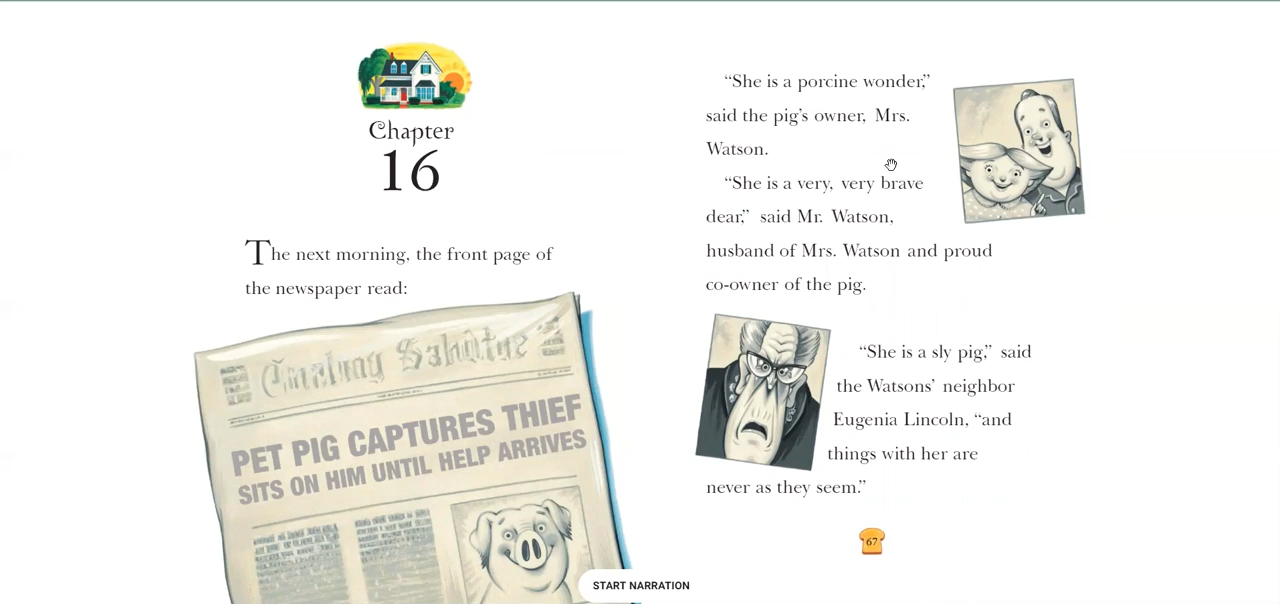 Chapter
16
The next morning, the front page of
the newspaper read:
PET PIG CAPTURES THIEF
SITS ON HIM UNTIL HELP ARRIVES
“She is a porcine wonder,”
said the pig’s owner, Mrs.
Watson.
“She is a very, very brave
dear,” said Mr. Watson,
husband of Mrs. Watson and proud
co-owner of the pig.
“She is a sly pig,” said
the Watsons’ neighbor
Eugenia Lincoln, “and
things with her are
never as they seem.”
67
START NARRATION